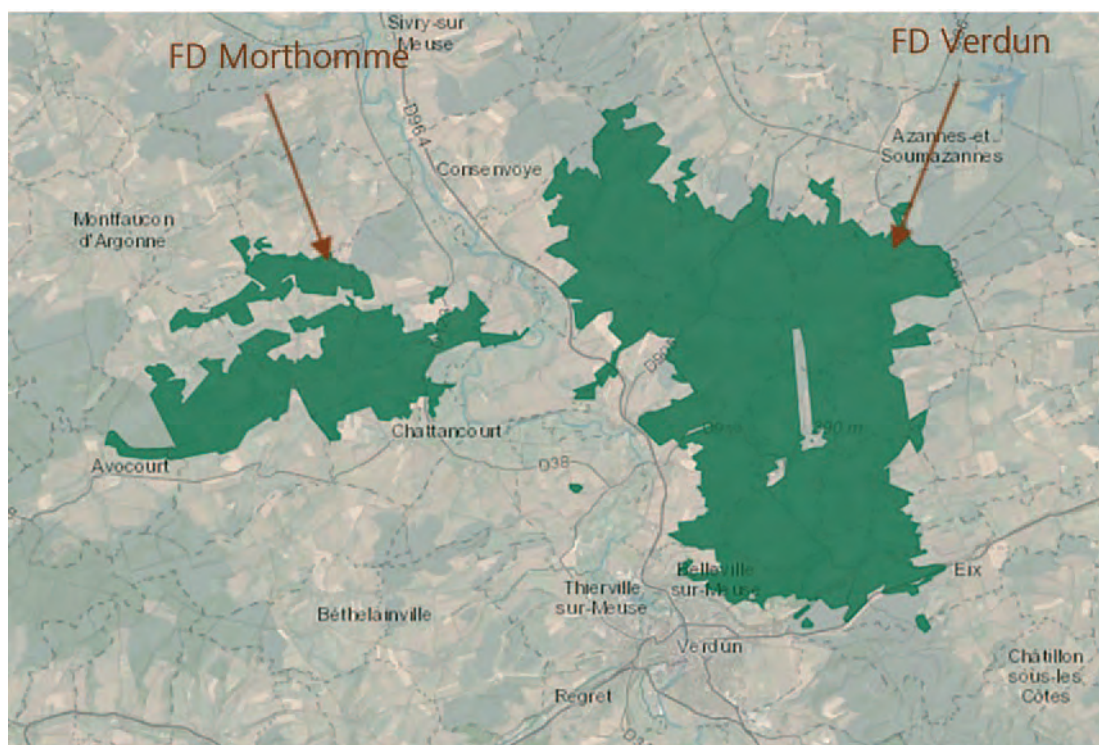 Sivry-sur
Meuse
FD Morthomme
FD Verdun
D964
Azannes-et
Soumazannes
Consenvoye
Montfaucon
d'Argonne
Chattancourt
Avocourt
D38
Thierville
sur-Meuse
Belleville
sur-Meuse
Eix
Béthelainville
Verdun
Châtillon
sous-les
Côtes
Regret